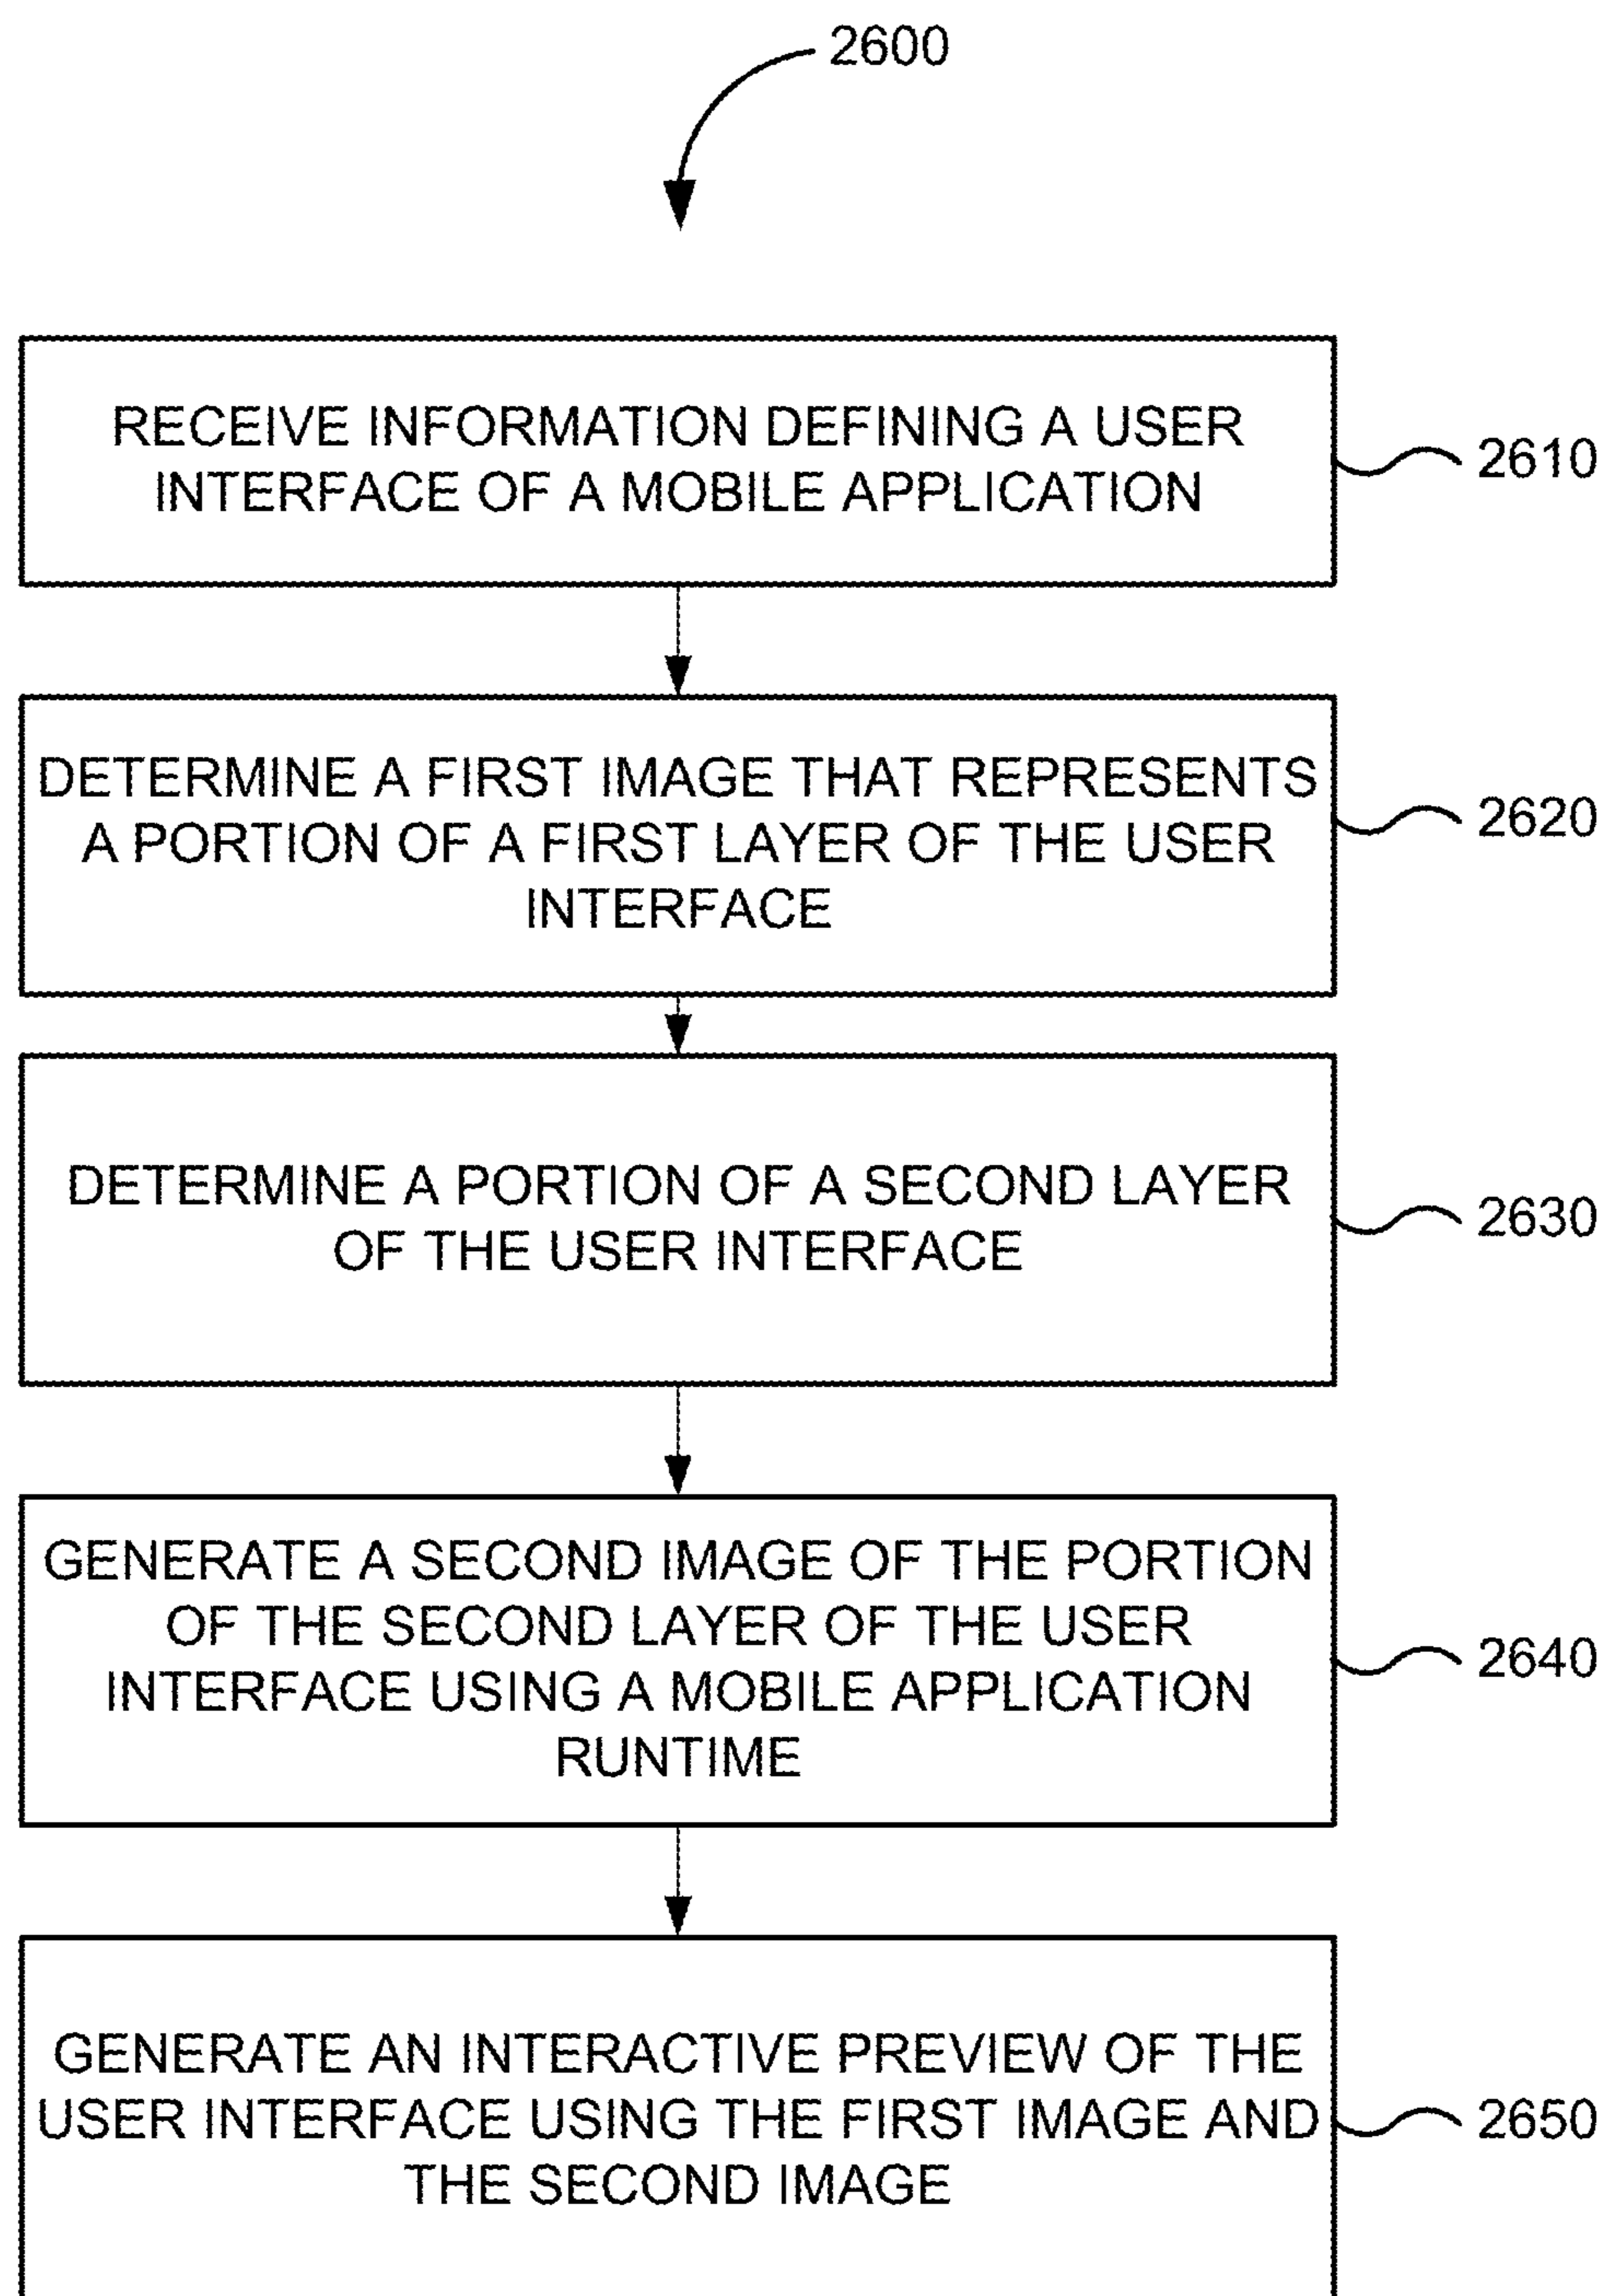 2600
RECEIVE INFORMATION DEFINING A USER
INTERFACE OF A MOBILE APPLICATION
2610
DETERMINE A FIRST IMAGE THAT REPRESENTS
A PORTION OF A FIRST LAYER OF THE USER
INTERFACE
2620
DETERMINE A PORTION OF A SECOND LAYER
OF THE USER INTERFACE
2630
GENERATE A SECOND IMAGE OF THE PORTION
OF THE SECOND LAYER OF THE USER
INTERFACE USING A MOBILE APPLICATION
RUNTIME
2640
GENERATE AN INTERACTIVE PREVIEW OF THE
USER INTERFACE USING THE FIRST IMAGE AND
THE SECOND IMAGE
2650